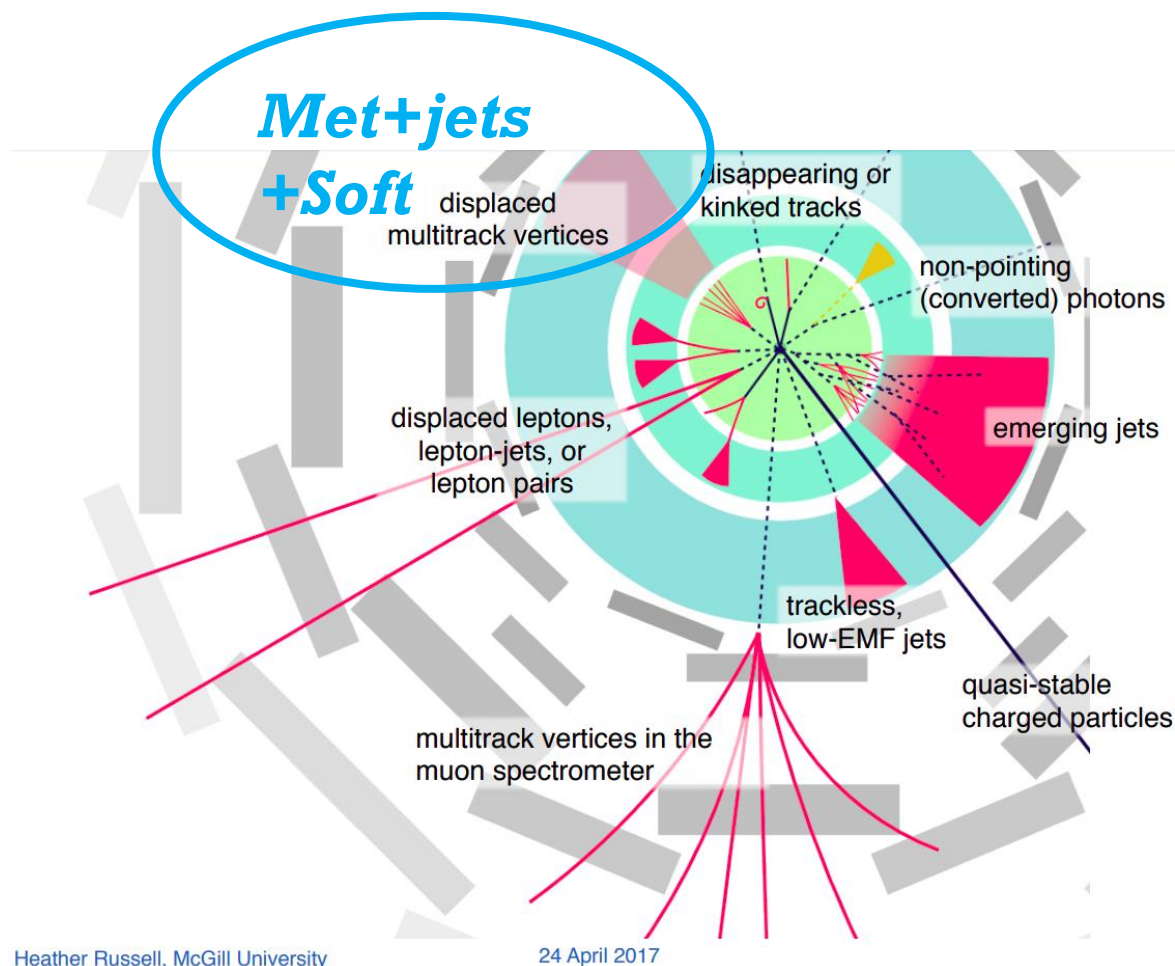 Met+jets
+Soft
displaced
multitrack vertices
disappearing or
kinked tracks
non-pointing
(converted) photons
displaced leptons,
lepton-jets, or
lepton pairs
emerging jets
trackless,
low-EMF jets
quasi-stable
charged particles
multitrack vertices in the
muon spectrometer
Heather Russell, McGill University
24 April 2017